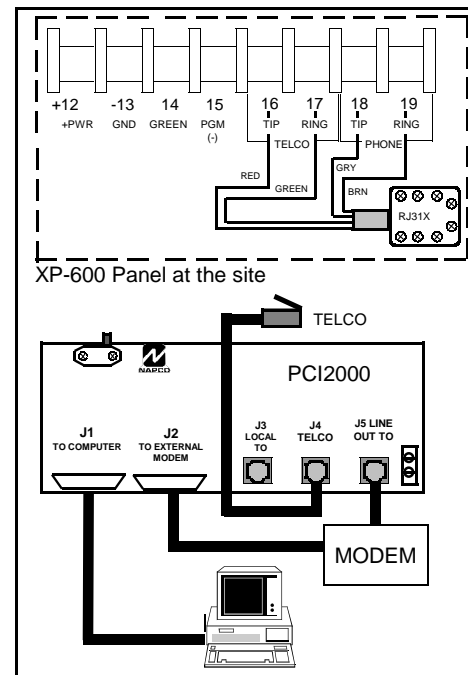 +12 -13 14 15 16 17 18 19
+PWR GND GREEN PGM TIP RING TIP RING
(-) TELCO PHONE
RED
GRY
GREEN
BRN
RJ31X
XP-600 Panel at the site
TELCO
NAPCO
PCI2000
J1
TO COMPUTER
J2
TO EXTERNAL
MODEM
J3
LOCAL
TO
J4
TELCO
J5 LINE
OUT TO
MODEM